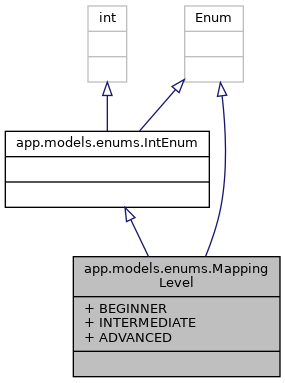 int
Enum
app.models.enums.IntEnum
app.models.enums.Mapping
Level
+ BEGINNER
+ INTERMEDIATE
+ ADVANCED